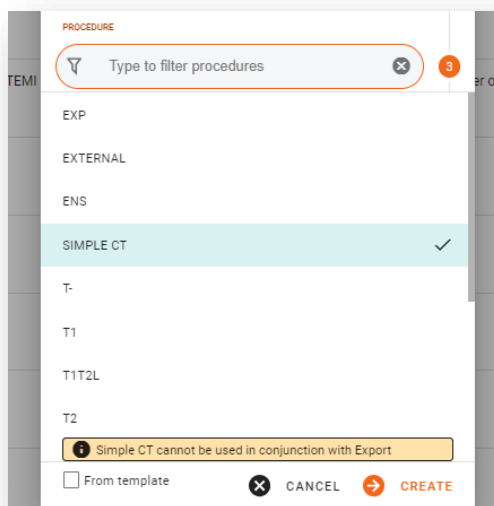 PROCEDURE
Type to filter procedures
3
TEMI
er o
EXP
EXTERNAL
ENS
SIMPLE CT
T-
T1
T1T2L
T2
Simple CT cannot be used in conjunction with Export
From template
CANCEL
CREATE